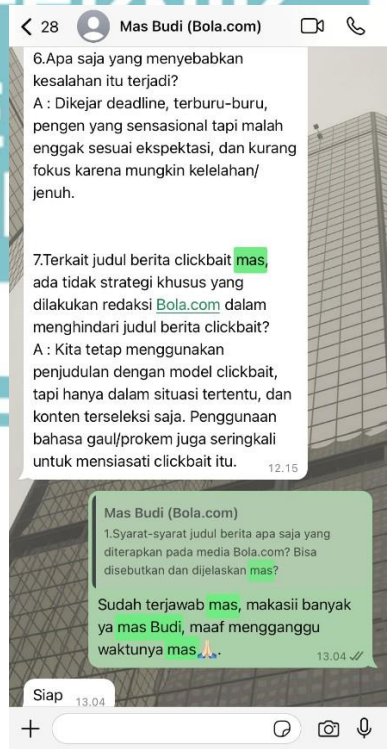 28
Mas Budi (Bola.com)
6.Apa saja yang menyebabkan
kesalahan itu terjadi?
A : Dikejar deadline, terburu-buru,
pengen yang sensasional tapi malah
enggak sesuai ekspektasi, dan kurang
fokus karena mungkin kelelahan/
jenuh.
7.Terkait judul berita clickbait mas,
ada tidak strategi khusus yang
dilakukan redaksi Bola.com dalam
menghindari judul berita clickbait?
A : Kita tetap menggunakan
penjudulan dengan model clickbait,
tapi hanya dalam situasi tertentu, dan
konten terseleksi saja. Penggunaan
bahasa gaul/prokem juga seringkali
untuk mensiasati clickbait itu.
12.15
Mas Budi (Bola.com)
1.Syarat-syarat judul berita apa saja yang
diterapkan pada media Bola.com? Bisa
disebutkan dan dijelaskan mas?
Sudah terjawab mas, makasii banyak
ya mas Budi, maaf mengganggu
waktunya mas🙏🏻.
13.04
Siap
13.04